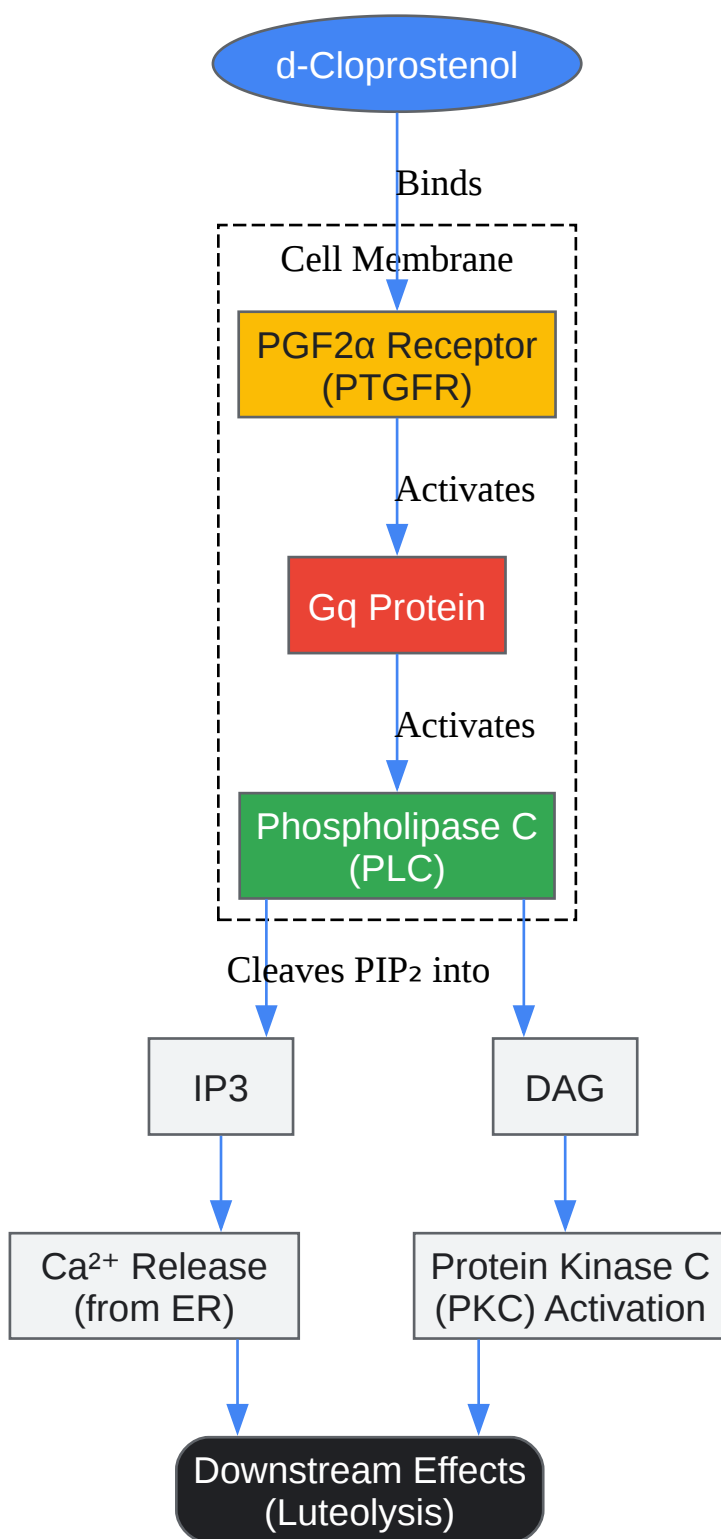 d-Cloprostenol
Binds
Cell Membrane
PGF2α Receptor
(PTGFR)
Activates
Gq Protein
Activates
Phospholipase C
(PLC)
Cleaves PIP₂ into
IP3
DAG
Ca²⁺ Release
(from ER)
Protein Kinase C
(PKC) Activation
Downstream Effects
(Luteolysis)